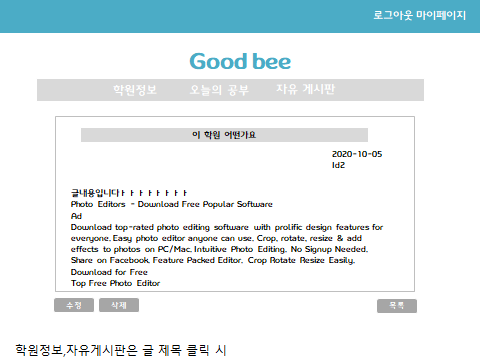 로그아웃 마이페이지
Good bee
학원정보 오늘의 공부 자유 게시판
이 학원 어떤가요
2020-10-05
Id2
글내용입니다ㅏㅏㅏㅏㅏㅏㅏㅏ
Photo Editors - Download Free Popular Software
Ad
Download top-rated photo editing software with prolific design features for
everyone. Easy photo editor anyone can use. Crop, rotate, resize & add
effects to photos on PC/Mac. Intuitive Photo Editing. No Signup Needed.
Share on Facebook. Feature Packed Editor. Crop Rotate Resize Easily.
Download for Free
Top Free Photo Editor
수정 삭제 목록
학원정보,자유게시판은 글 제목 클릭 시